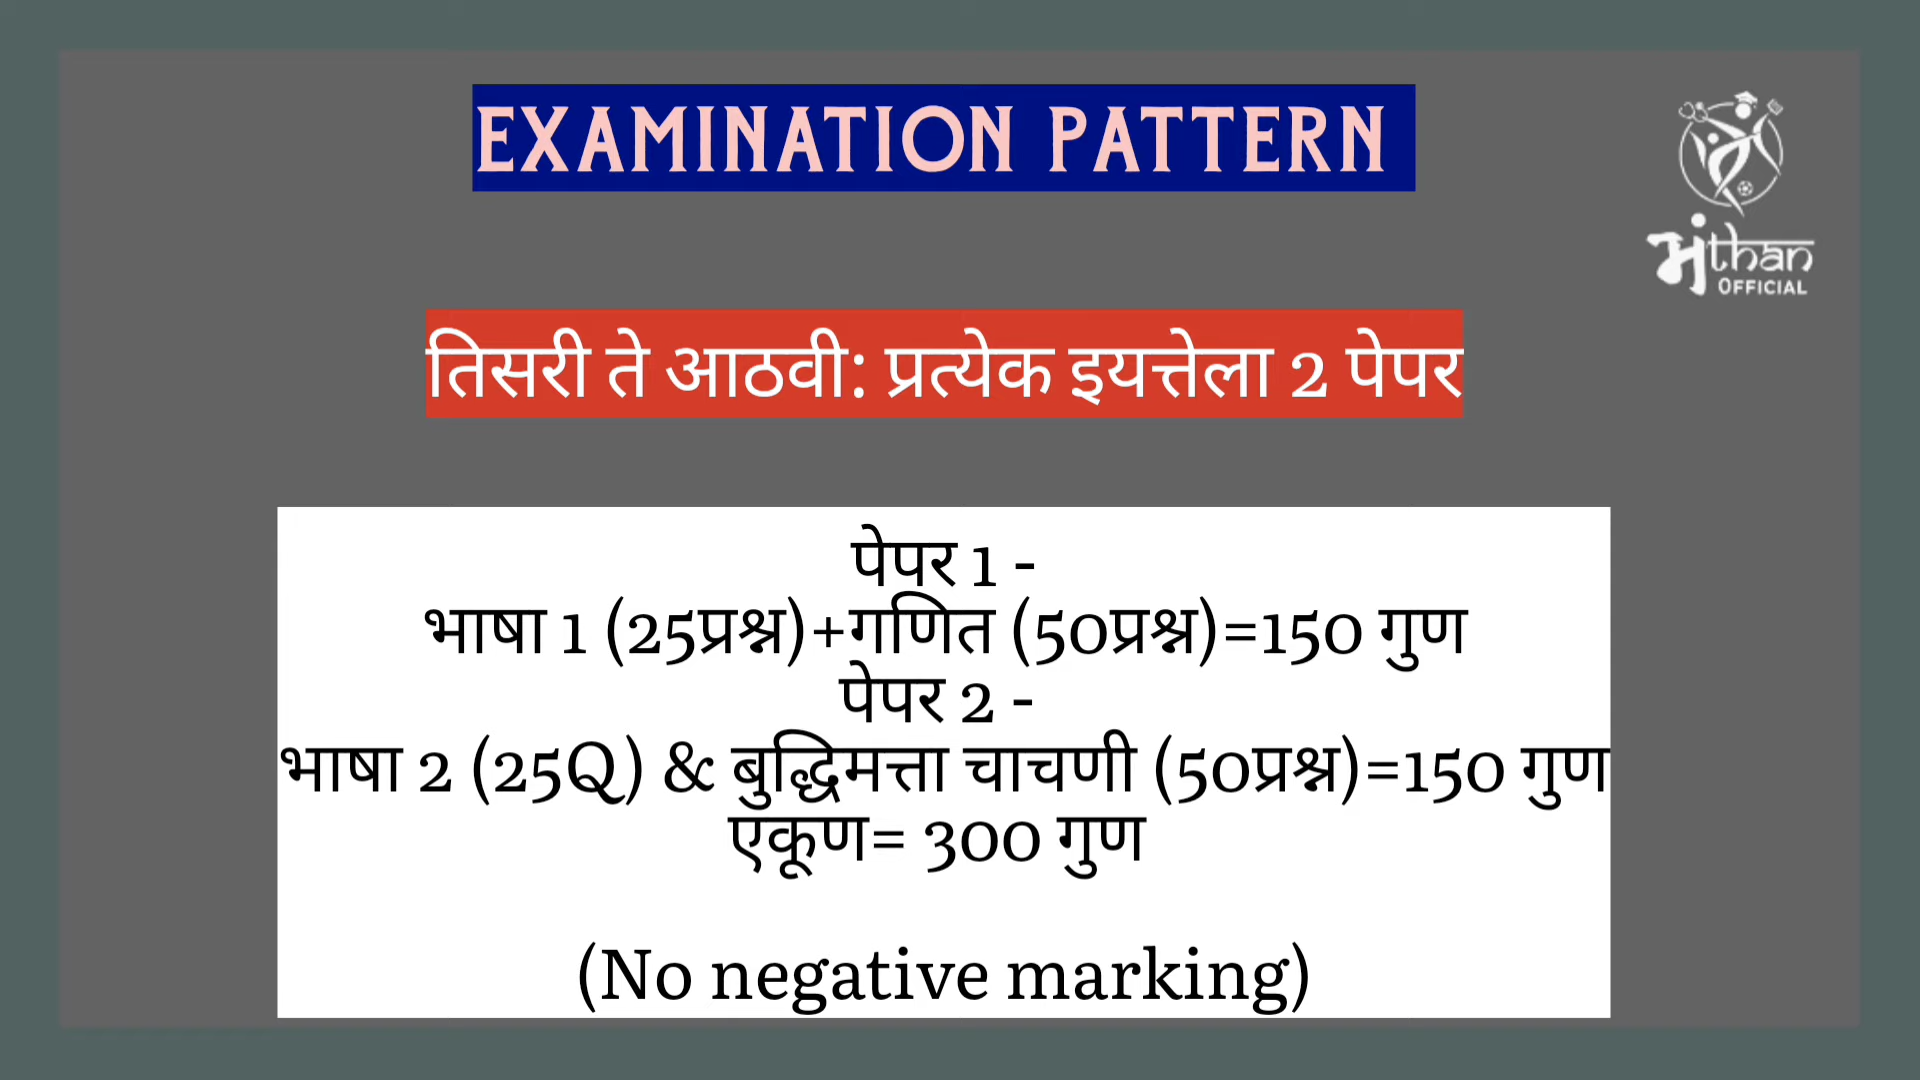 EXAMINATION PATTERN
मंthan
OFFICIAL
तिसरी ते आठवी: प्रत्येक इयत्तेला 2 पेपर
पेपर 1 -
भाषा 1 (25प्रश्न)+गणित (50प्रश्न)=150 गुण
पेपर 2 -
भाषा 2 (25Q) & बुद्धिमत्ता चाचणी (50प्रश्न)=150 गुण
एकूण= 300 गुण
(No negative marking)